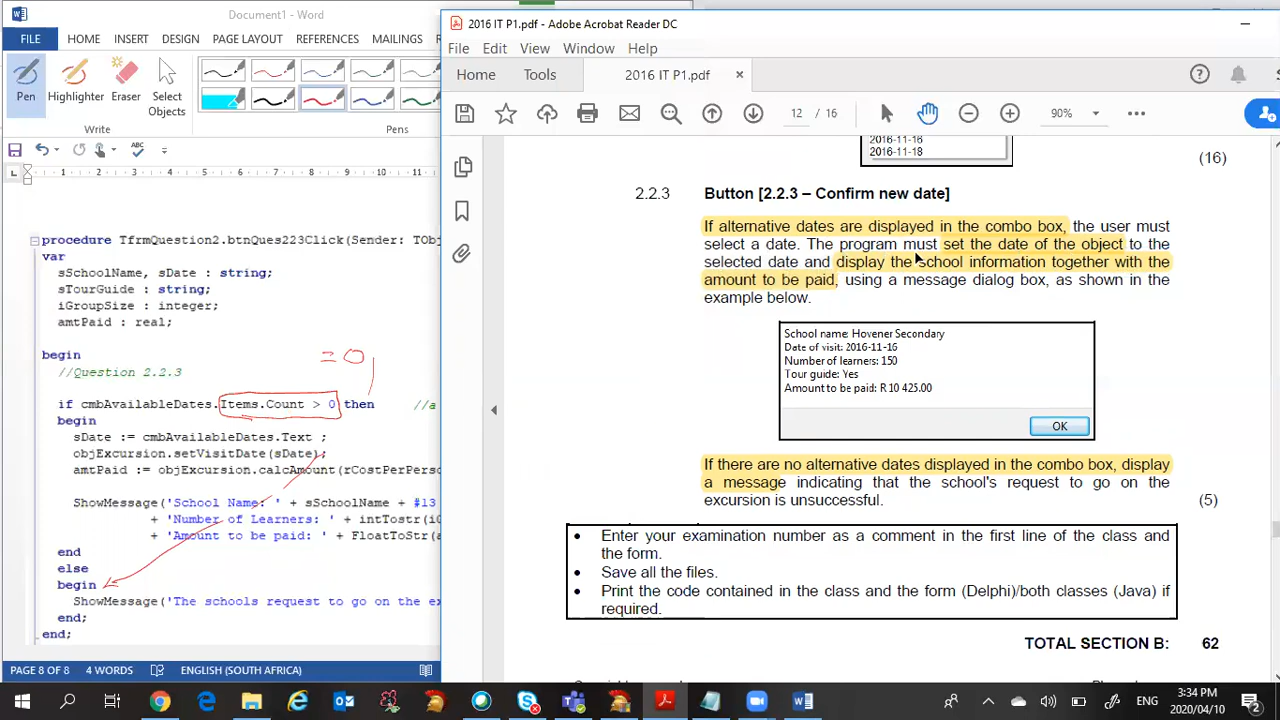 Document1 - Word
FILE HOME INSERT DESIGN PAGE LAYOUT REFERENCES MAILINGS
Pen Highlighter Eraser Select Objects
Write Pens
1 2 3 4 5 6 7 8 9 10 11
procedure TfrmQuestion2.btnQues223Click(Sender: TObj
var
sSchoolName, sDate : string;
sTourGuide : string;
iGroupSize : integer;
amtPaid : real;
= 0
begin
//Question 2.2.3
if cmbAvailableDates.Items.Count > 0 then //a
begin
sDate := cmbAvailableDates.Text ;
objExcursion.setVisitDate(sDate);
amtPaid := objExcursion.calcAmount(rCostPerPerso
ShowMessage('School Name: ' + sSchoolName + #13
+ 'Number of Learners: ' + intTostr(i
+ 'Amount to be paid: ' + FloatToStr(a
end
else
begin
ShowMessage('The schools request to go on the ex
end;
end;
PAGE 8 OF 8 4 WORDS ENGLISH (SOUTH AFRICA)
2016 IT P1.pdf - Adobe Acrobat Reader DC
File Edit View Window Help
Home Tools 2016 IT P1.pdf ×
12 / 16 90%
2016-11-16
2016-11-18
(16)
2.2.3 Button [2.2.3 – Confirm new date]
If alternative dates are displayed in the combo box, the user must
select a date. The program must set the date of the object to the
selected date and display the school information together with the
amount to be paid, using a message dialog box, as shown in the
example below.
School name: Hovener Secondary
Date of visit: 2016-11-16
Number of learners: 150
Tour guide: Yes
Amount to be paid: R 10 425.00
OK
If there are no alternative dates displayed in the combo box, display
a message indicating that the school's request to go on the
excursion is unsuccessful. (5)
• Enter your examination number as a comment in the first line of the class and
the form.
• Save all the files.
• Print the code contained in the class and the form (Delphi)/both classes (Java) if
required.
TOTAL SECTION B: 62
ENG
3:34 PM
2020/04/10